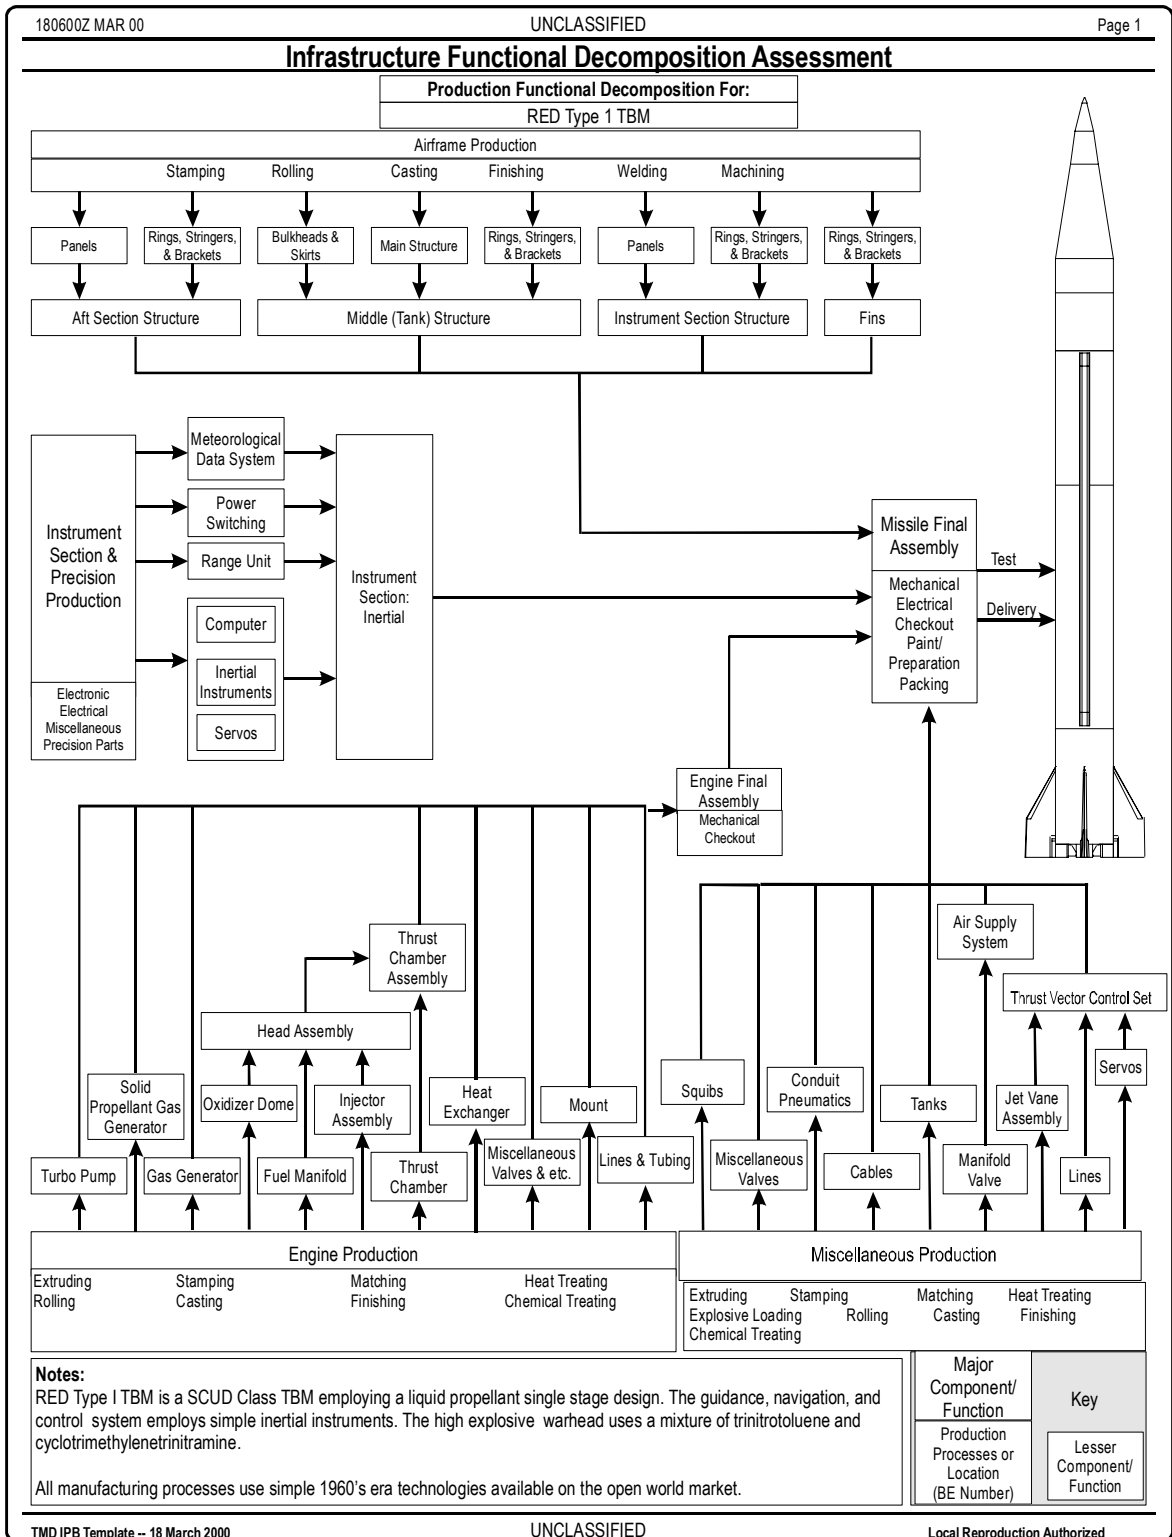 180600Z MAR 00
UNCLASSIFIED
Page 1
Infrastructure Functional Decomposition Assessment
Production Functional Decomposition For:
RED Type 1 TBM
Airframe Production
Stamping
Rolling
Casting
Finishing
Welding
Machining
Panels
Rings, Stringers,
& Brackets
Bulkheads &
Skirts
Main Structure
Rings, Stringers,
& Brackets
Panels
Rings, Stringers,
& Brackets
Rings, Stringers,
& Brackets
Aft Section Structure
Middle (Tank) Structure
Instrument Section Structure
Fins
Instrument
Section &
Precision
Production
Electronic
Electrical
Miscellaneous
Precision Parts
Meteorological
Data System
Power
Switching
Range Unit
Computer
Inertial
Instruments
Servos
Instrument
Section:
Inertial
Missile Final
Assembly
Mechanical
Electrical
Checkout
Paint/
Preparation
Packing
Test
Delivery
Engine Final
Assembly
Mechanical
Checkout
Thrust
Chamber
Assembly
Head Assembly
Solid
Propellant Gas
Generator
Oxidizer Dome
Injector
Assembly
Heat
Exchanger
Mount
Turbo Pump
Gas Generator
Fuel Manifold
Thrust
Chamber
Miscellaneous
Valves & etc.
Lines & Tubing
Air Supply
System
Thrust Vector Control Set
Squibs
Conduit
Pneumatics
Tanks
Jet Vane
Assembly
Servos
Miscellaneous
Valves
Cables
Manifold
Valve
Lines
Engine Production
Extruding Stamping Matching Heat Treating
Rolling Casting Finishing Chemical Treating
Miscellaneous Production
Extruding Stamping Matching Heat Treating
Explosive Loading Rolling Casting Finishing
Chemical Treating
Notes:
RED Type I TBM is a SCUD Class TBM employing a liquid propellant single stage design. The guidance, navigation, and
control system employs simple inertial instruments. The high explosive warhead uses a mixture of trinitrotoluene and
cyclotrimethylenetrinitramine.
All manufacturing processes use simple 1960's era technologies available on the open world market.
Major
Component/
Function
Production
Processes or
Location
(BE Number)
Key
Lesser
Component/
Function
TMD IPB Template -- 18 March 2000
UNCLASSIFIED
Local Reproduction Authorized